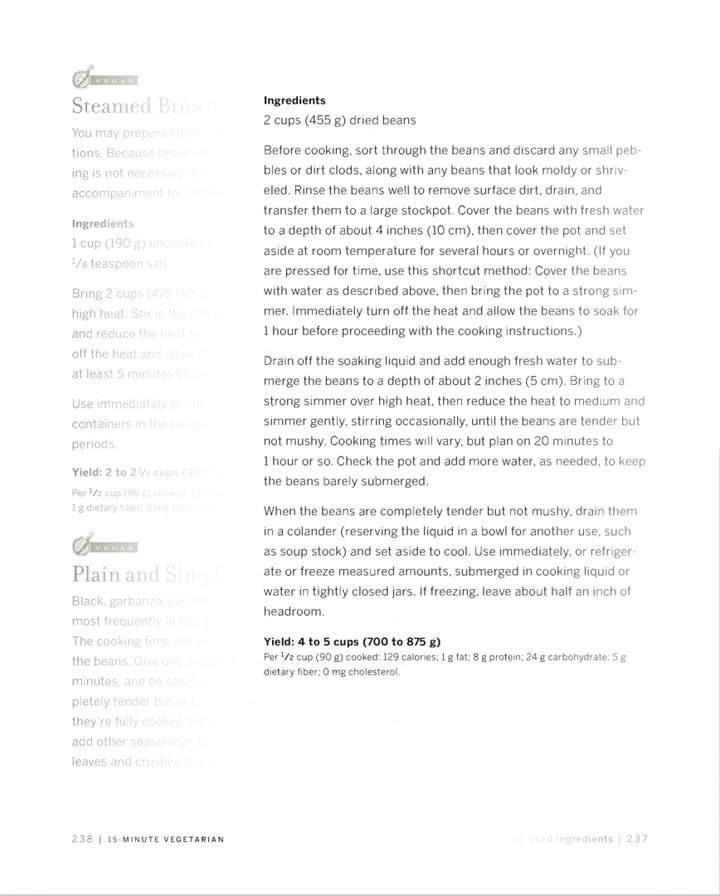 VEGAN
Steamed Brown
You may prepare short
tions. Because brown
ing is not necessary,
accompaniment for
Ingredients
1 cup (190 g) uncooked
1/8 teaspoon salt
Bring 2 cups (475 ml)
high heat. Stir in the
and reduce the heat to
off the heat and allow
at least 5 minutes
Use immediately or
containers in the
periods.
Yield: 2 to 2 1/2 cups (390
Per 1/2 cup (98 g) cooked:
1 g dietary fiber; 0 mg
VEGAN
Plain and Simpl
Black, garbanzo,
most frequently in this
The cooking time will
the beans. Give one a
minutes, and be careful
pletely tender but not
they're fully cooked
add other seasonings
leaves and crushed
238 | 15-MINUTE VEGETARIAN
Ingredients
2 cups (455 g) dried beans
Before cooking, sort through the beans and discard any small peb-
bles or dirt clods, along with any beans that look moldy or shriv-
eled. Rinse the beans well to remove surface dirt, drain, and
transfer them to a large stockpot. Cover the beans with fresh water
to a depth of about 4 inches (10 cm), then cover the pot and set
aside at room temperature for several hours or overnight. (If you
are pressed for time, use this shortcut method: Cover the beans
with water as described above, then bring the pot to a strong sim-
mer. Immediately turn off the heat and allow the beans to soak for
1 hour before proceeding with the cooking instructions.)
Drain off the soaking liquid and add enough fresh water to sub-
merge the beans to a depth of about 2 inches (5 cm). Bring to a
strong simmer over high heat, then reduce the heat to medium and
simmer gently, stirring occasionally, until the beans are tender but
not mushy. Cooking times will vary, but plan on 20 minutes to
1 hour or so. Check the pot and add more water, as needed, to keep
the beans barely submerged.
When the beans are completely tender but not mushy, drain them
in a colander (reserving the liquid in a bowl for another use, such
as soup stock) and set aside to cool. Use immediately, or refriger-
ate or freeze measured amounts, submerged in cooking liquid or
water in tightly closed jars. If freezing, leave about half an inch of
headroom.
Yield: 4 to 5 cups (700 to 875 g)
Per 1/2 cup (90 g) cooked: 129 calories; 1 g fat; 8 g protein; 24 g carbohydrate; 5 g
dietary fiber; 0 mg cholesterol.
Used Ingredients | 237